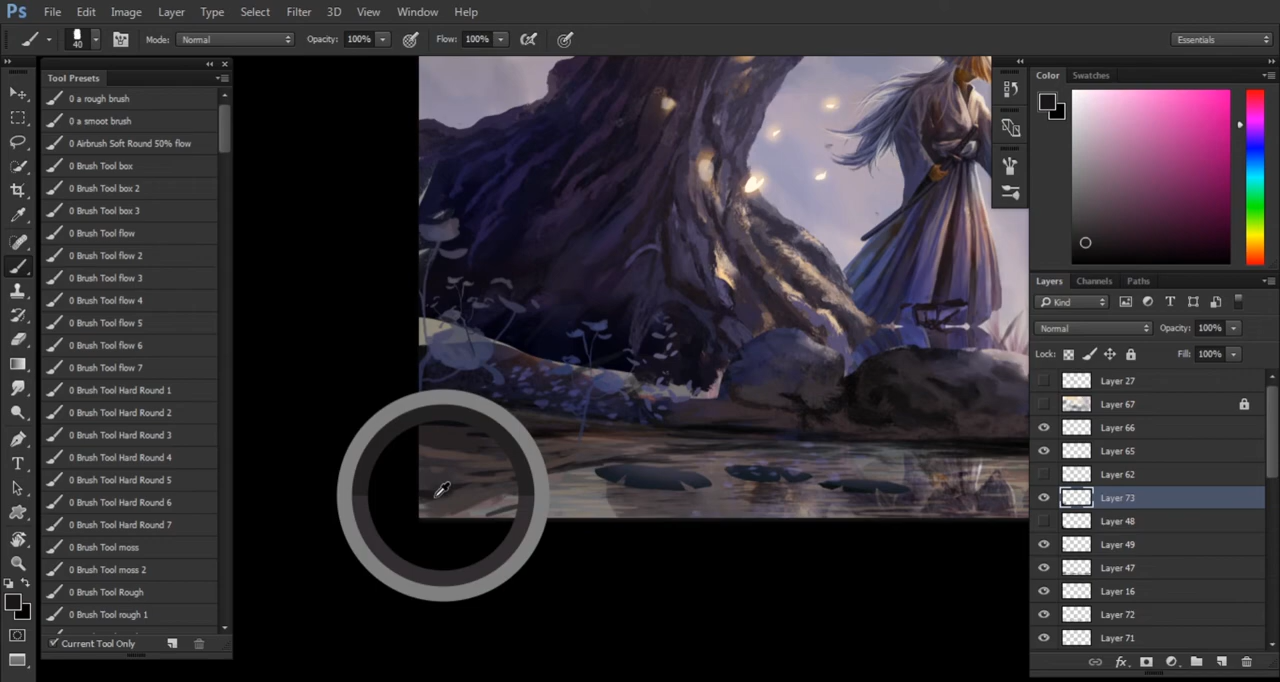 Ps File Edit Image Layer Type Select Filter 3D View Window Help
40 Mode: Normal Opacity: 100% Flow: 100% Essentials
Tool Presets
0 a rough brush
0 a smoot brush
0 Airbrush Soft Round 50% flow
0 Brush Tool box
0 Brush Tool box 2
0 Brush Tool box 3
0 Brush Tool flow
0 Brush Tool flow 2
0 Brush Tool flow 3
0 Brush Tool flow 4
0 Brush Tool flow 5
0 Brush Tool flow 6
0 Brush Tool flow 7
0 Brush Tool Hard Round 1
0 Brush Tool Hard Round 2
0 Brush Tool Hard Round 3
0 Brush Tool Hard Round 4
0 Brush Tool Hard Round 5
0 Brush Tool Hard Round 6
0 Brush Tool Hard Round 7
0 Brush Tool moss
0 Brush Tool moss 2
0 Brush Tool Rough
0 Brush Tool rough 1
Current Tool Only
Color Swatches
Layers Channels Paths
Kind
Normal Opacity: 100%
Lock: Fill: 100%
Layer 27
Layer 67
Layer 66
Layer 65
Layer 62
Layer 73
Layer 48
Layer 49
Layer 47
Layer 16
Layer 72
Layer 71
fx